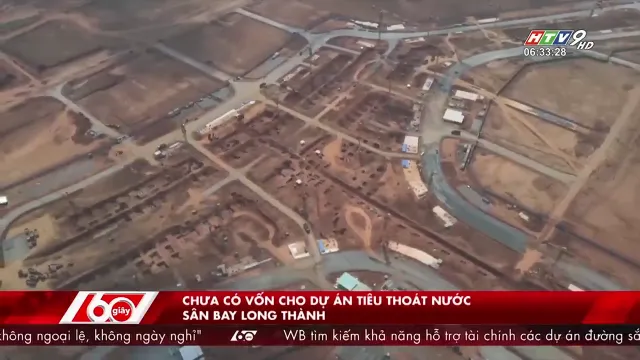 HTV9 HD
06:33:28
60 giây
CHƯA CÓ VỐN CHO DỰ ÁN TIÊU THOÁT NƯỚC
SÂN BAY LONG THÀNH
không ngoại lệ, không ngày nghỉ" 60 giây WB tìm kiếm khả năng hỗ trợ tài chính các dự án đường sắ